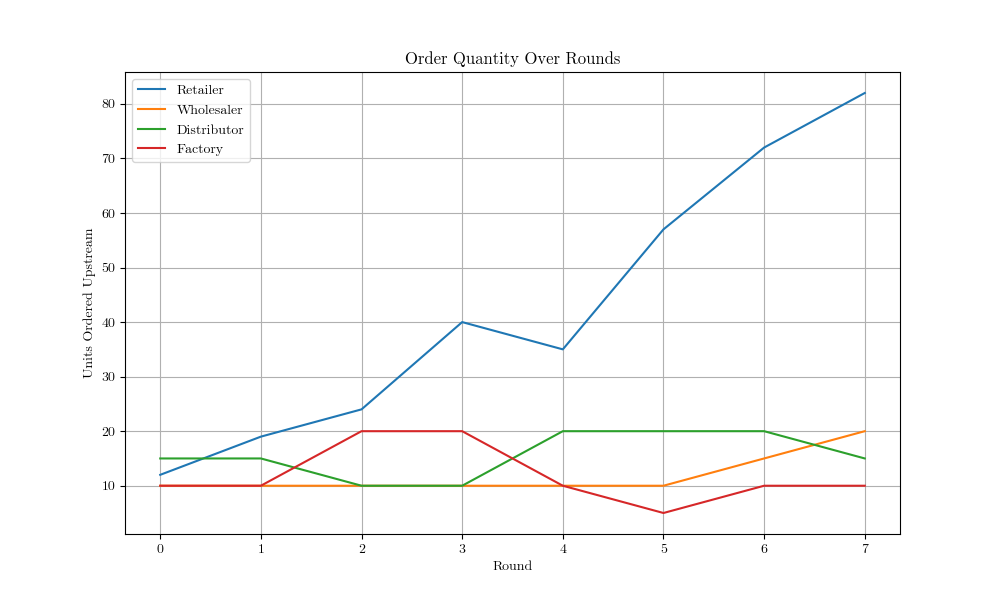 Order Quantity Over Rounds
Retailer
Wholesaler
Distributor
Factory
80
70
60
50
40
30
20
10
Units Ordered Upstream
0 1 2 3 4 5 6 7
Round